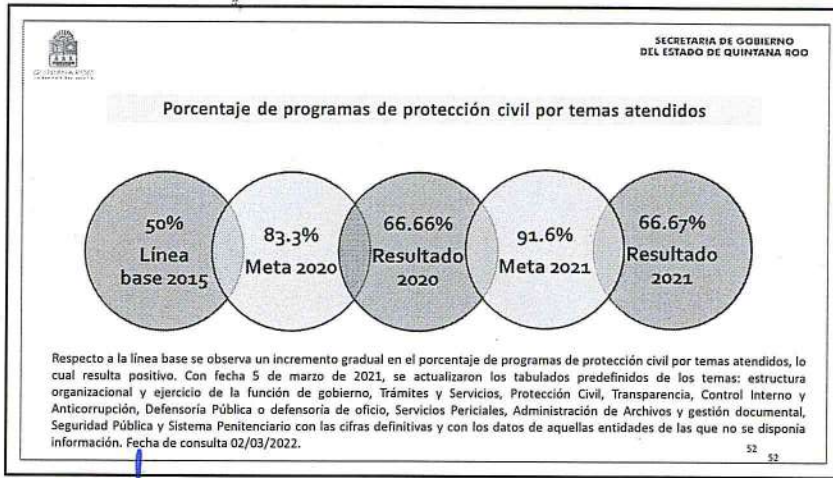 SECRETARIA DE GOBIERNO
DEL ESTADO DE QUINTANA ROO
Porcentaje de programas de protección civil por temas atendidos
50%
Línea
base 2015
83.3%
Meta 2020
66.66%
Resultado
2020
91.6%
Meta 2021
66.67%
Resultado
2021
Respecto a la línea base se observa un incremento gradual en el porcentaje de programas de protección civil por temas atendidos, lo
cual resulta positivo. Con fecha 5 de marzo de 2021, se actualizaron los tabulados predefinidos de los temas: estructura
organizacional y ejercicio de la función de gobierno, Trámites y Servicios, Protección Civil, Transparencia, Control Interno y
Anticorrupción, Defensoría Pública o defensoría de oficio, Servicios Periciales, Administración de Archivos y gestión documental,
Seguridad Pública y Sistema Penitenciario con las cifras definitivas y con los datos de aquellas entidades de las que no se disponía
información. Fecha de consulta 02/03/2022.
52
52